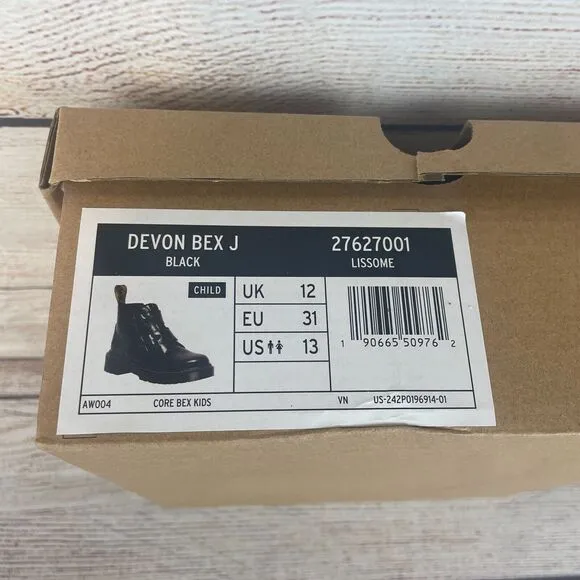 DEVON BEX J 27627001
BLACK LISSOME
CHILD
UK 12
EU 31
US 13
1 90665 50976 2
AW004 CORE BEX KIDS VN US-242P0196914-01